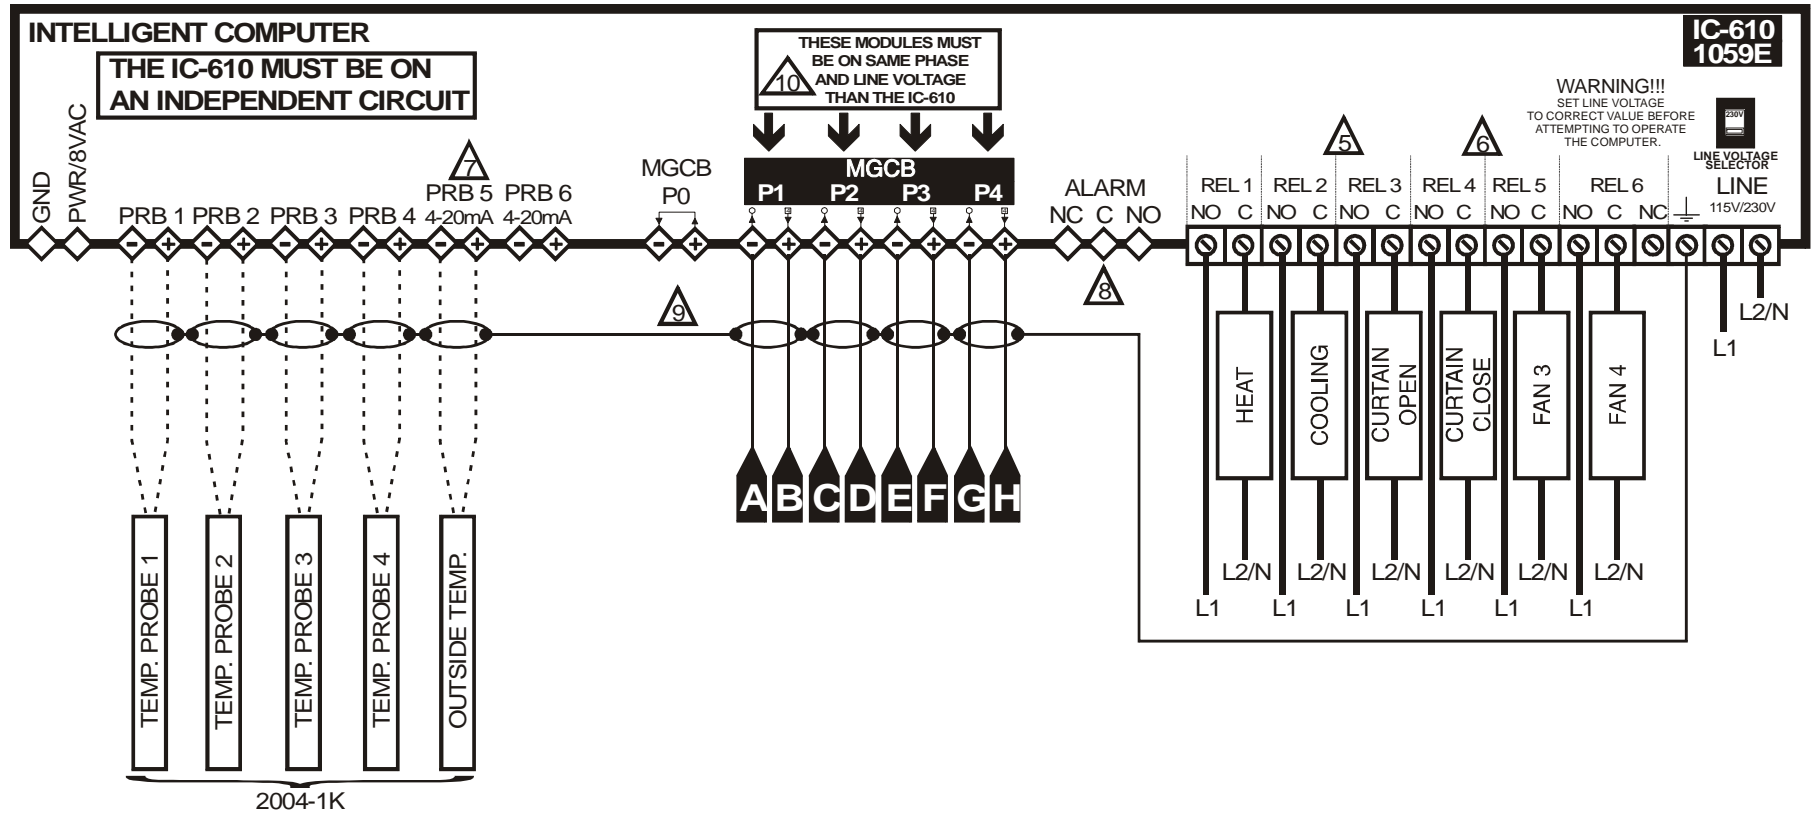 INTELLIGENT COMPUTER
THE IC-610 MUST BE ON
AN INDEPENDENT CIRCUIT
THESE MODULES MUST
BE ON SAME PHASE
AND LINE VOLTAGE
THAN THE IC-610
10
IC-610
1059E
WARNING!!!
SET LINE VOLTAGE
TO CORRECT VALUE BEFORE
ATTEMPTING TO OPERATE
THE COMPUTER.
230V
LINE VOLTAGE
SELECTOR
LINE
115V/230V
GND
PWR/8VAC
PRB 1
PRB 2
PRB 3
PRB 4
7
PRB 5
4-20mA
PRB 6
4-20mA
MGCB
P0
MGCB
P1 P2 P3 P4
ALARM
NC C NO
5
6
REL 1 REL 2 REL 3 REL 4 REL 5 REL 6
NO C NO C NO C NO C NO C NO C NC
- + - + - + - + - + - + - + - + - + - + - +
8
9
L1
L2/N
A B C D E F G H
HEAT
COOLING
CURTAIN
OPEN
CURTAIN
CLOSE
FAN 3
FAN 4
L2/N L2/N L2/N L2/N L2/N L2/N
L1 L1 L1 L1 L1 L1
TEMP. PROBE 1
TEMP. PROBE 2
TEMP. PROBE 3
TEMP. PROBE 4
OUTSIDE TEMP.
2004-1K